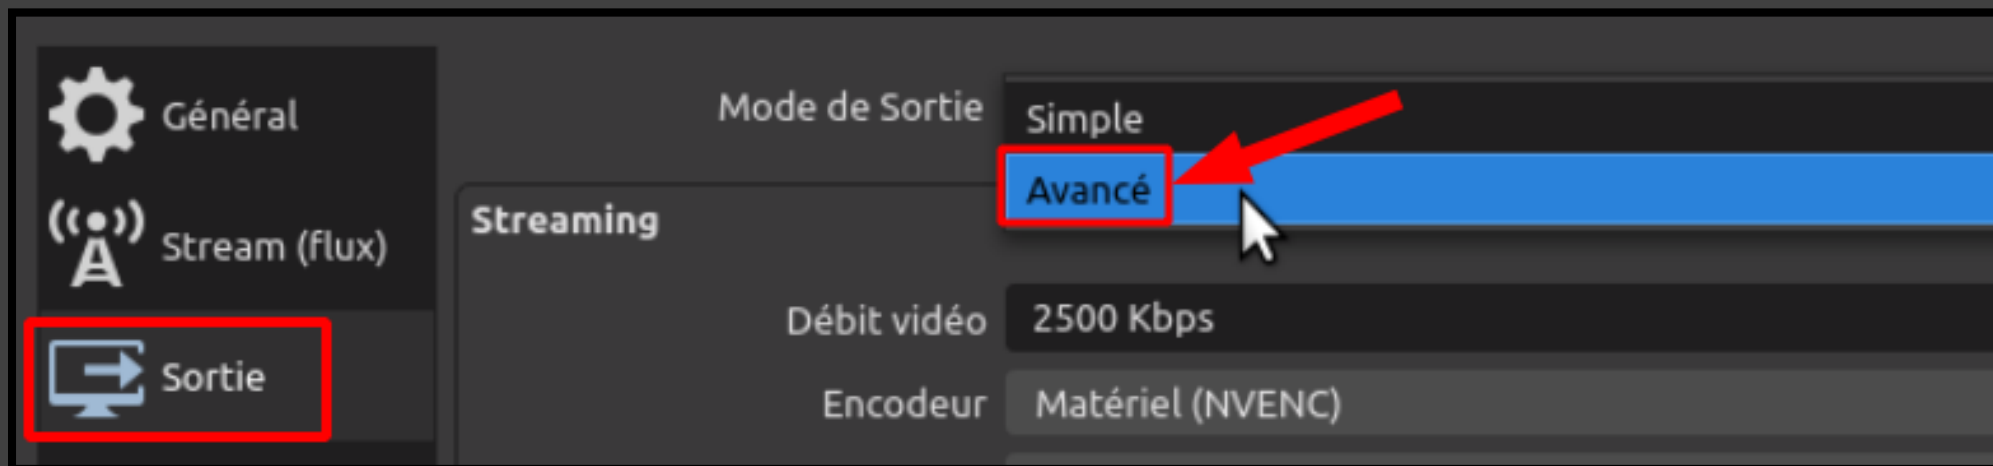 Général
Stream (flux)
Sortie
Mode de Sortie
Simple
Avancé
Streaming
Débit vidéo
2500 Kbps
Encodeur
Matériel (NVENC)